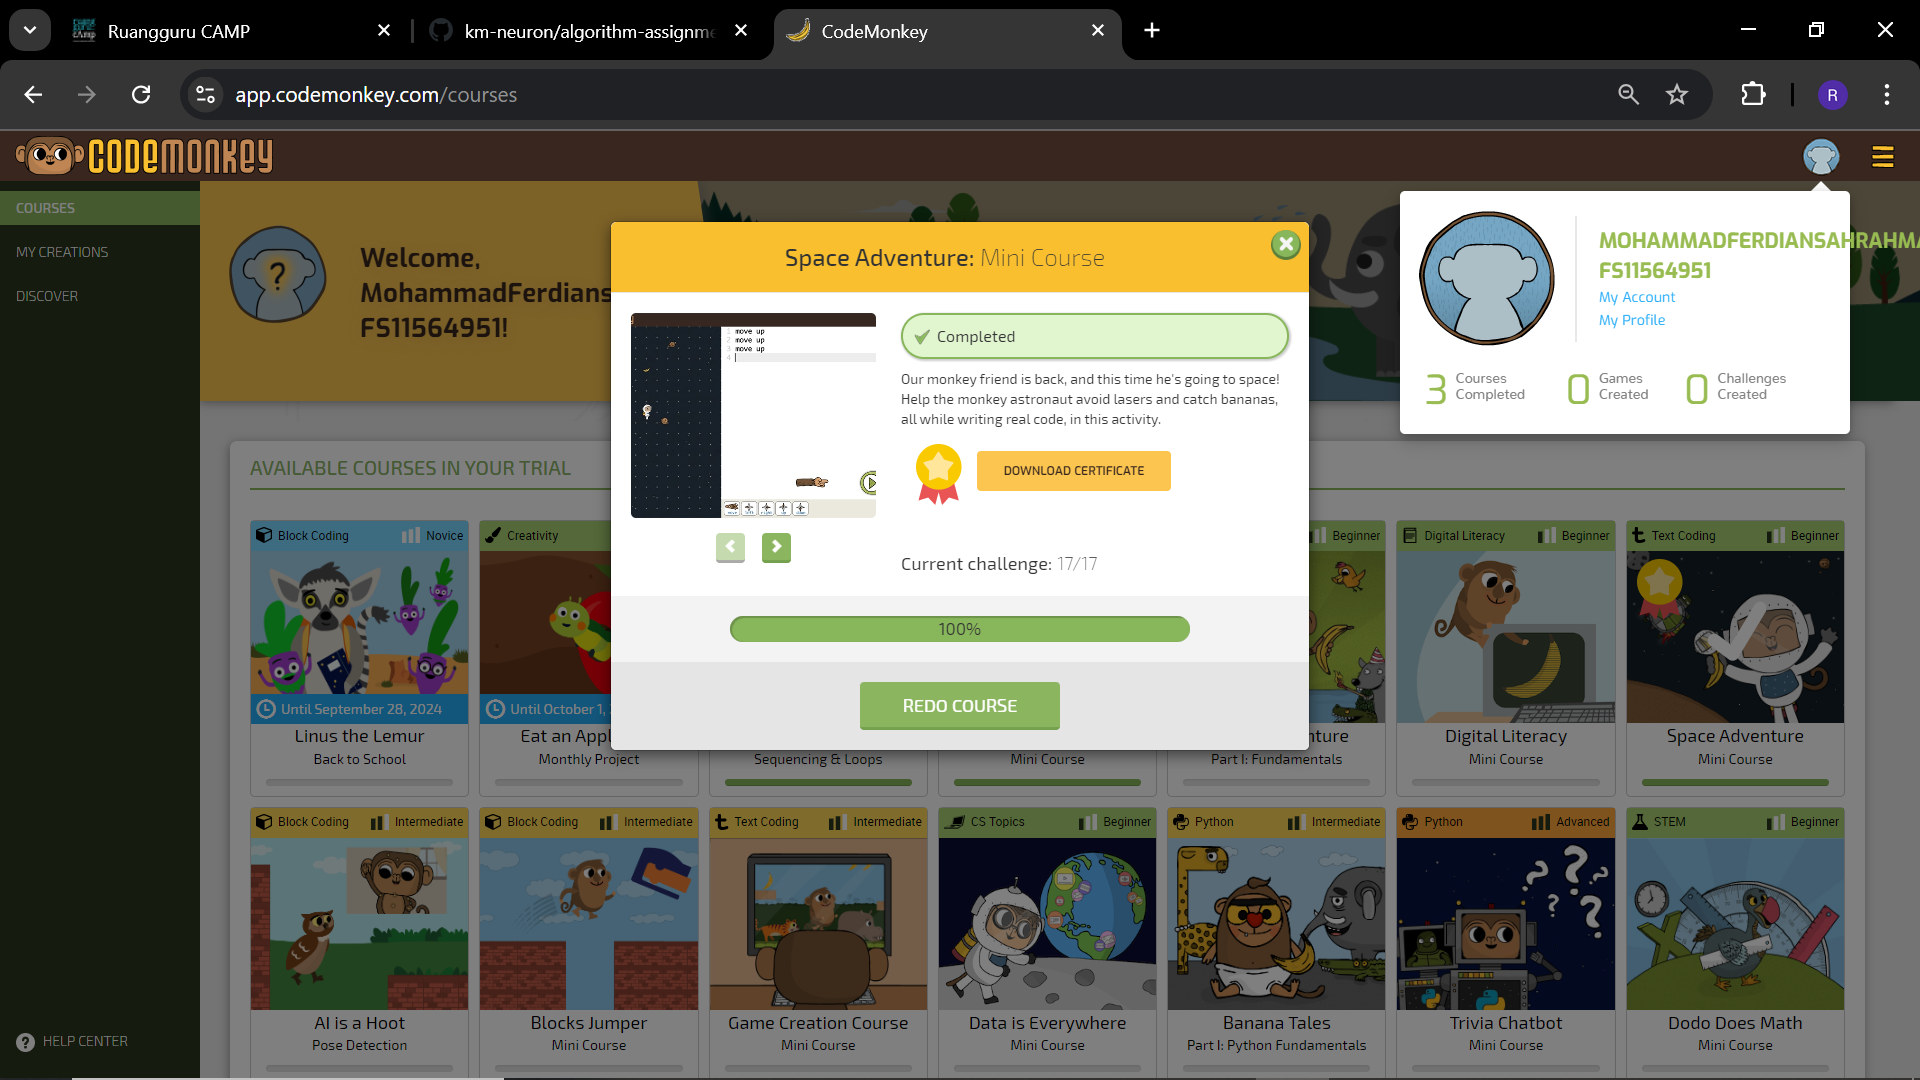 Ruangguru CAMP
km-neuron/algorithm-assignme
CodeMonkey
app.codemonkey.com/courses
R
CODEMONKEY
COURSES
MY CREATIONS
DISCOVER
HELP CENTER
Welcome,
MohammadFerdians
FS11564951!
MOHAMMADFERDIANSAHRAHMA
FS11564951
My Account
My Profile
3 Courses Completed
0 Games Created
0 Challenges Created
Space Adventure: Mini Course
1 move up
2 move up
3 move up
4
Completed
Our monkey friend is back, and this time he's going to space!
Help the monkey astronaut avoid lasers and catch bananas,
all while writing real code, in this activity.
DOWNLOAD CERTIFICATE
Current challenge: 17/17
100%
REDO COURSE
AVAILABLE COURSES IN YOUR TRIAL
Block Coding Novice
Creativity
Beginner
Digital Literacy Beginner
Text Coding Beginner
Until September 28, 2024
Until October 1,
Linus the Lemur
Back to School
Eat an Appl
Monthly Project
Sequencing & Loops
Mini Course
nture
Part I: Fundamentals
Digital Literacy
Mini Course
Space Adventure
Mini Course
Block Coding Intermediate
Block Coding Intermediate
Text Coding Intermediate
CS Topics Beginner
Python Intermediate
Python Advanced
STEM Beginner
AI is a Hoot
Pose Detection
Blocks Jumper
Mini Course
Game Creation Course
Mini Course
Data is Everywhere
Mini Course
Banana Tales
Part I: Python Fundamentals
Trivia Chatbot
Mini Course
Dodo Does Math
Mini Course